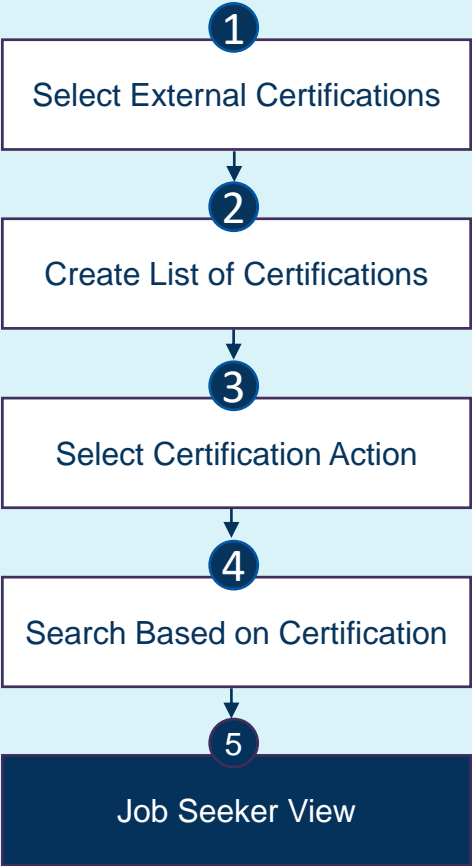 1
Select External Certifications
2
Create List of Certifications
3
Select Certification Action
4
Search Based on Certification
5
Job Seeker View